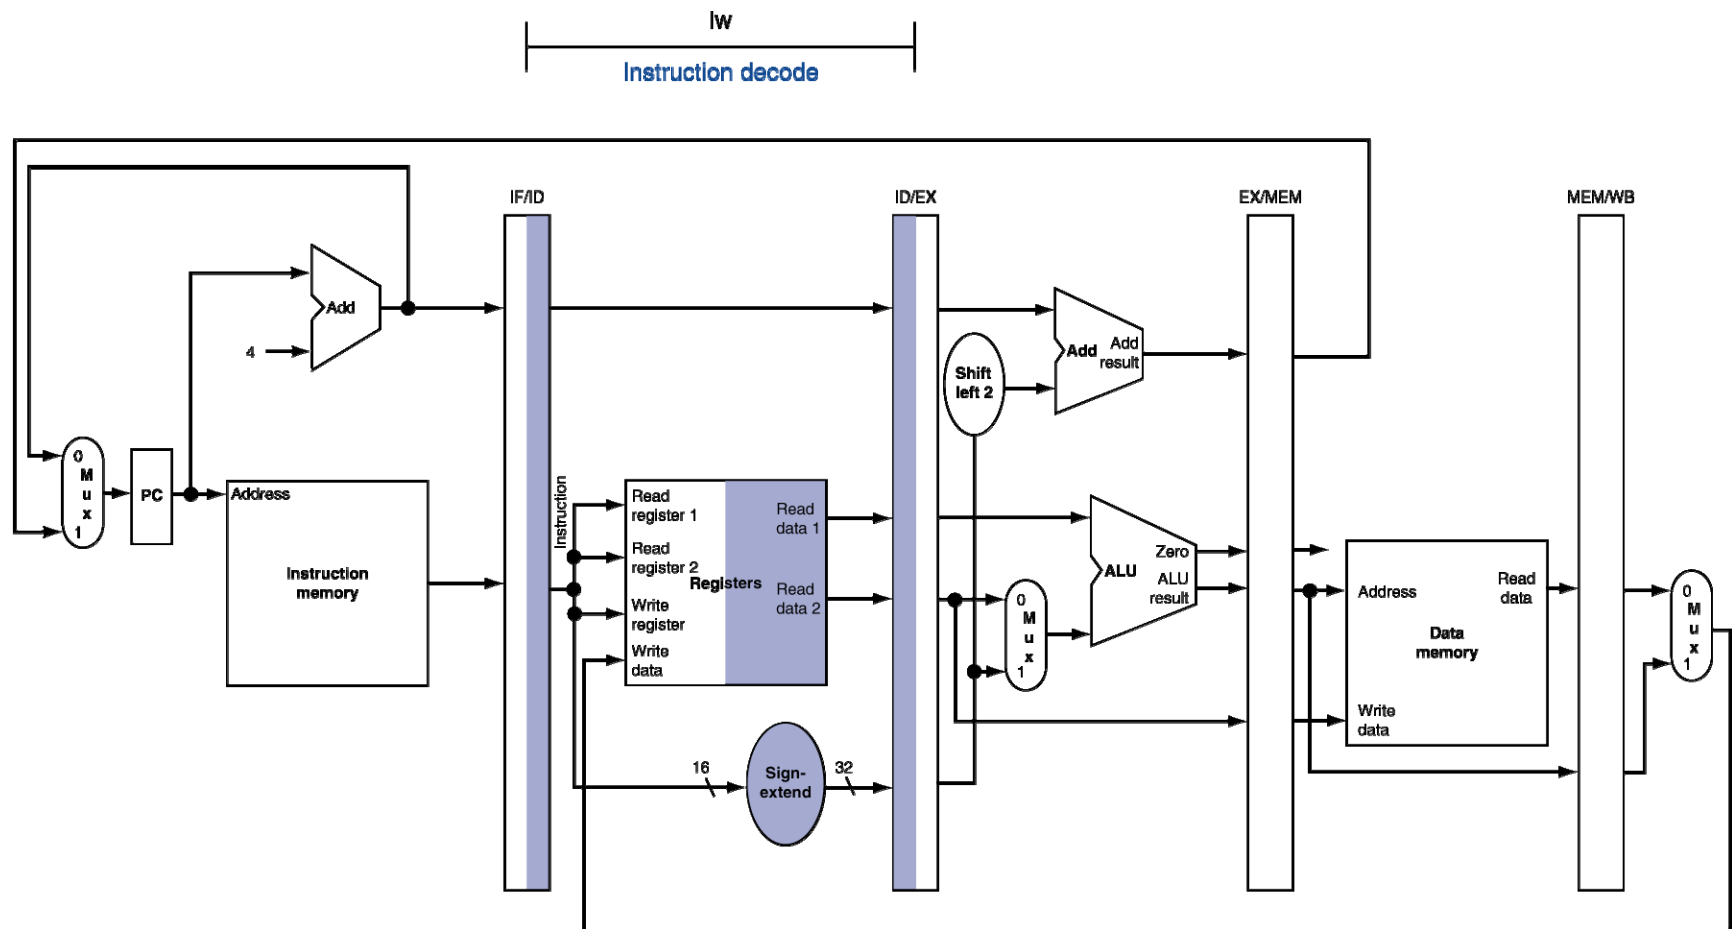 lw
Instruction decode
IF/ID
ID/EX
EX/MEM
MEM/WB
Add
4
Add
Add
result
Shift
left 2
0
M
u
x
1
PC
Address
Instruction
memory
Instruction
Read
register 1
Read
register 2
Write
register
Write
data
Registers
Read
data 1
Read
data 2
16
Sign-
extend
32
0
M
u
x
1
Zero
ALU
ALU
result
Address
Read
data
Data
memory
Write
data
0
M
u
x
1